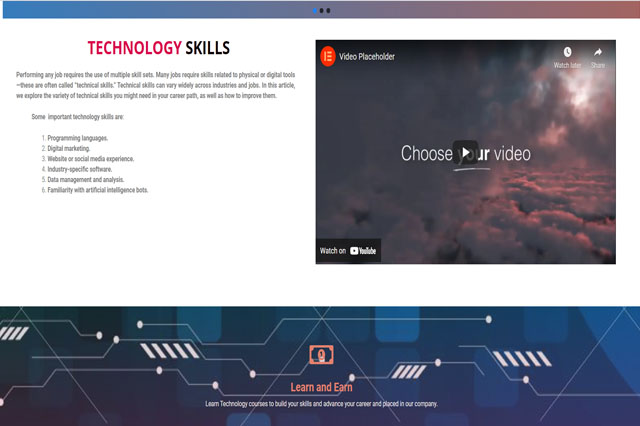 TECHNOLOGY SKILLS
Performing any job requires the use of multiple skill sets. Many jobs require skills related to physical or digital tools
—these are often called "technical skills." Technical skills can vary widely across industries and jobs. In this article,
we explore the variety of technical skills you might need in your career path, as well as how to improve them.
Some important technology skills are:
1. Programming languages.
2. Digital marketing.
3. Website or social media experience.
4. Industry-specific software.
5. Data management and analysis.
6. Familiarity with artificial intelligence bots.
Video Placeholder
Watch later
Share
Choose your video
Watch on YouTube
Learn and Earn
Learn Technology courses to build your skills and advance your career and placed in our company.